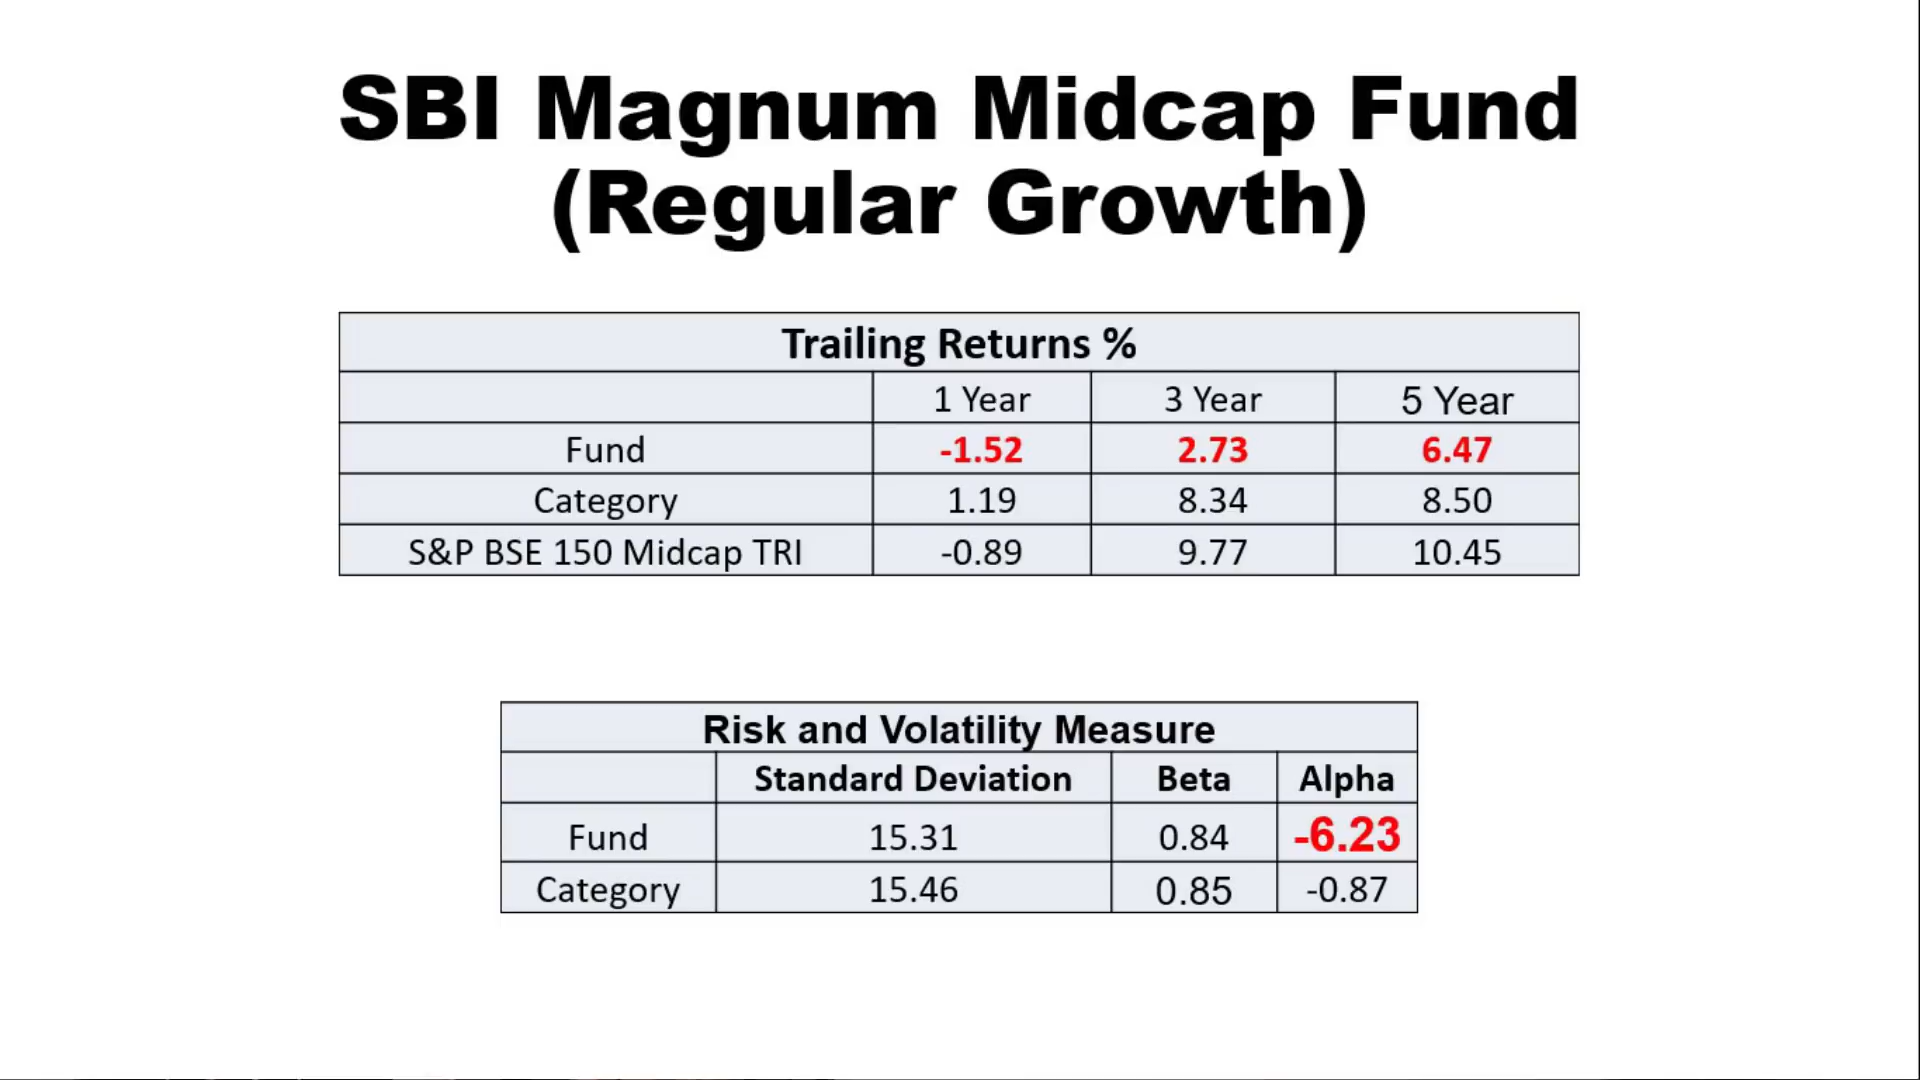 SBI Magnum Midcap Fund
(Regular Growth)
Trailing Returns %
1 Year 3 Year 5 Year
Fund -1.52 2.73 6.47
Category 1.19 8.34 8.50
S&P BSE 150 Midcap TRI -0.89 9.77 10.45
Risk and Volatility Measure
Standard Deviation Beta Alpha
Fund 15.31 0.84 -6.23
Category 15.46 0.85 -0.87